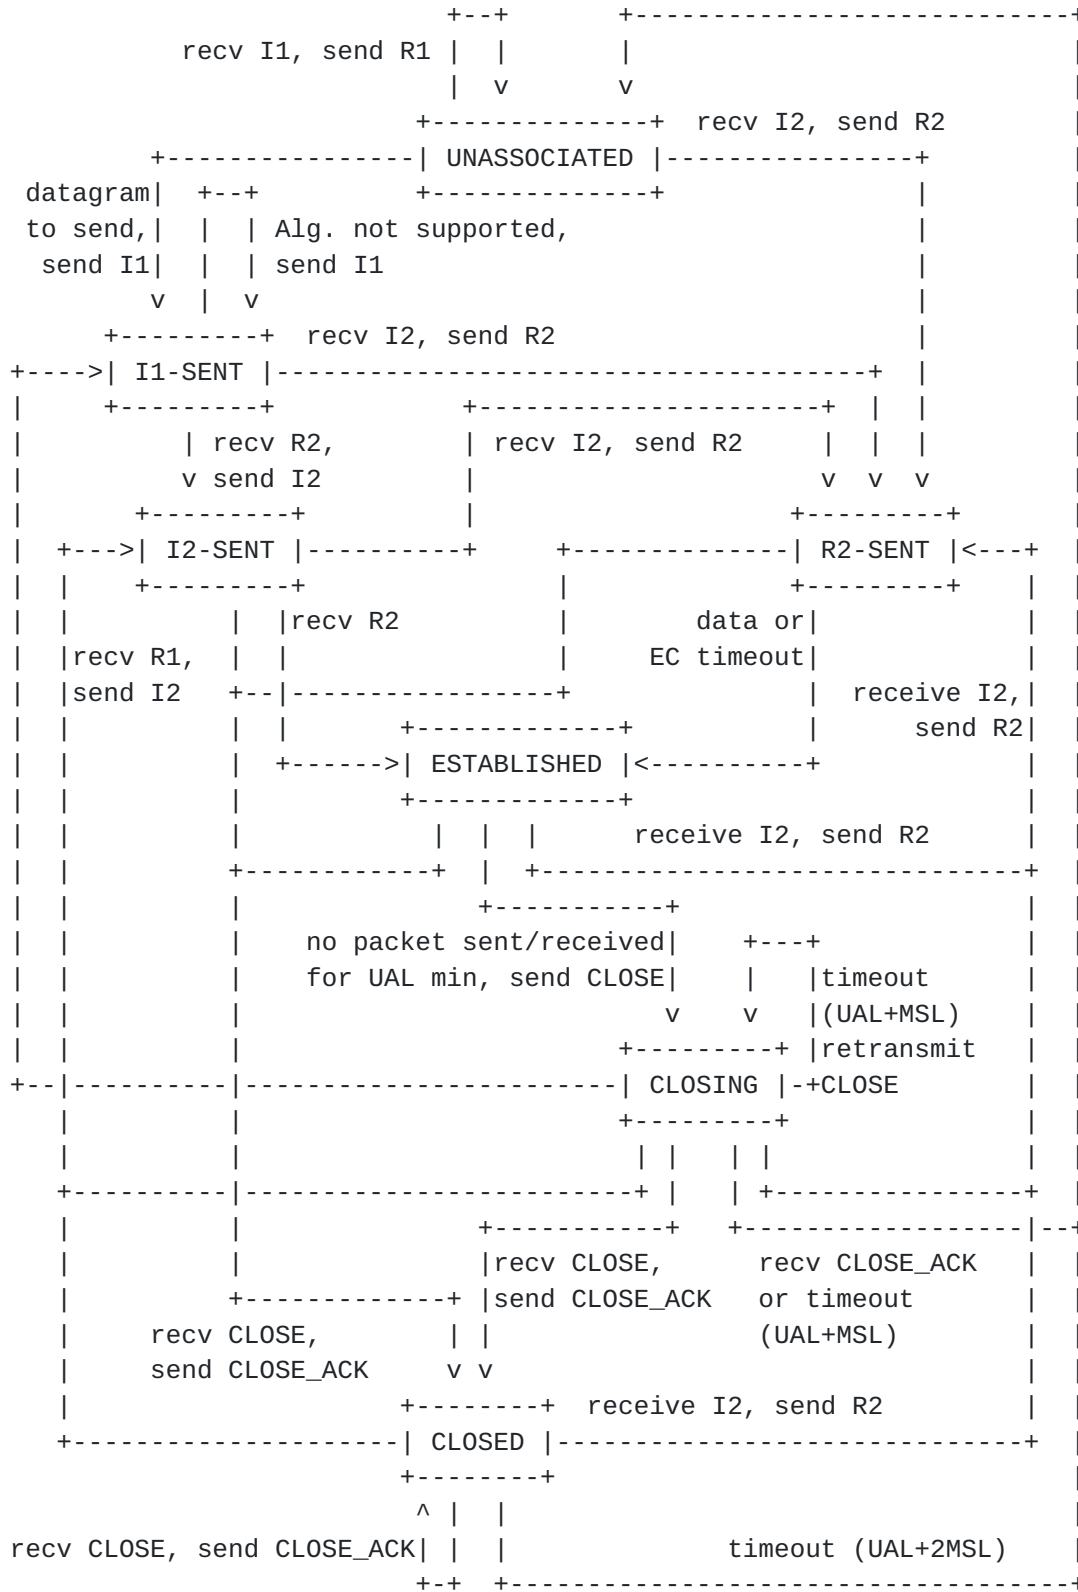 recv I1, send R1
recv I2, send R2
UNASSOCIATED
datagram
to send, Alg. not supported,
send I1 send I1
recv I2, send R2
I1-SENT
recv R2, recv I2, send R2
send I2
I2-SENT R2-SENT
recv R2 data or
recv R1, EC timeout
send I2 receive I2,
send R2
ESTABLISHED
receive I2, send R2
no packet sent/received
for UAL min, send CLOSE timeout
(UAL+MSL)
retransmit
CLOSING CLOSE
recv CLOSE, recv CLOSE_ACK
send CLOSE_ACK or timeout
recv CLOSE, (UAL+MSL)
send CLOSE_ACK
receive I2, send R2
CLOSED
recv CLOSE, send CLOSE_ACK timeout (UAL+2MSL)